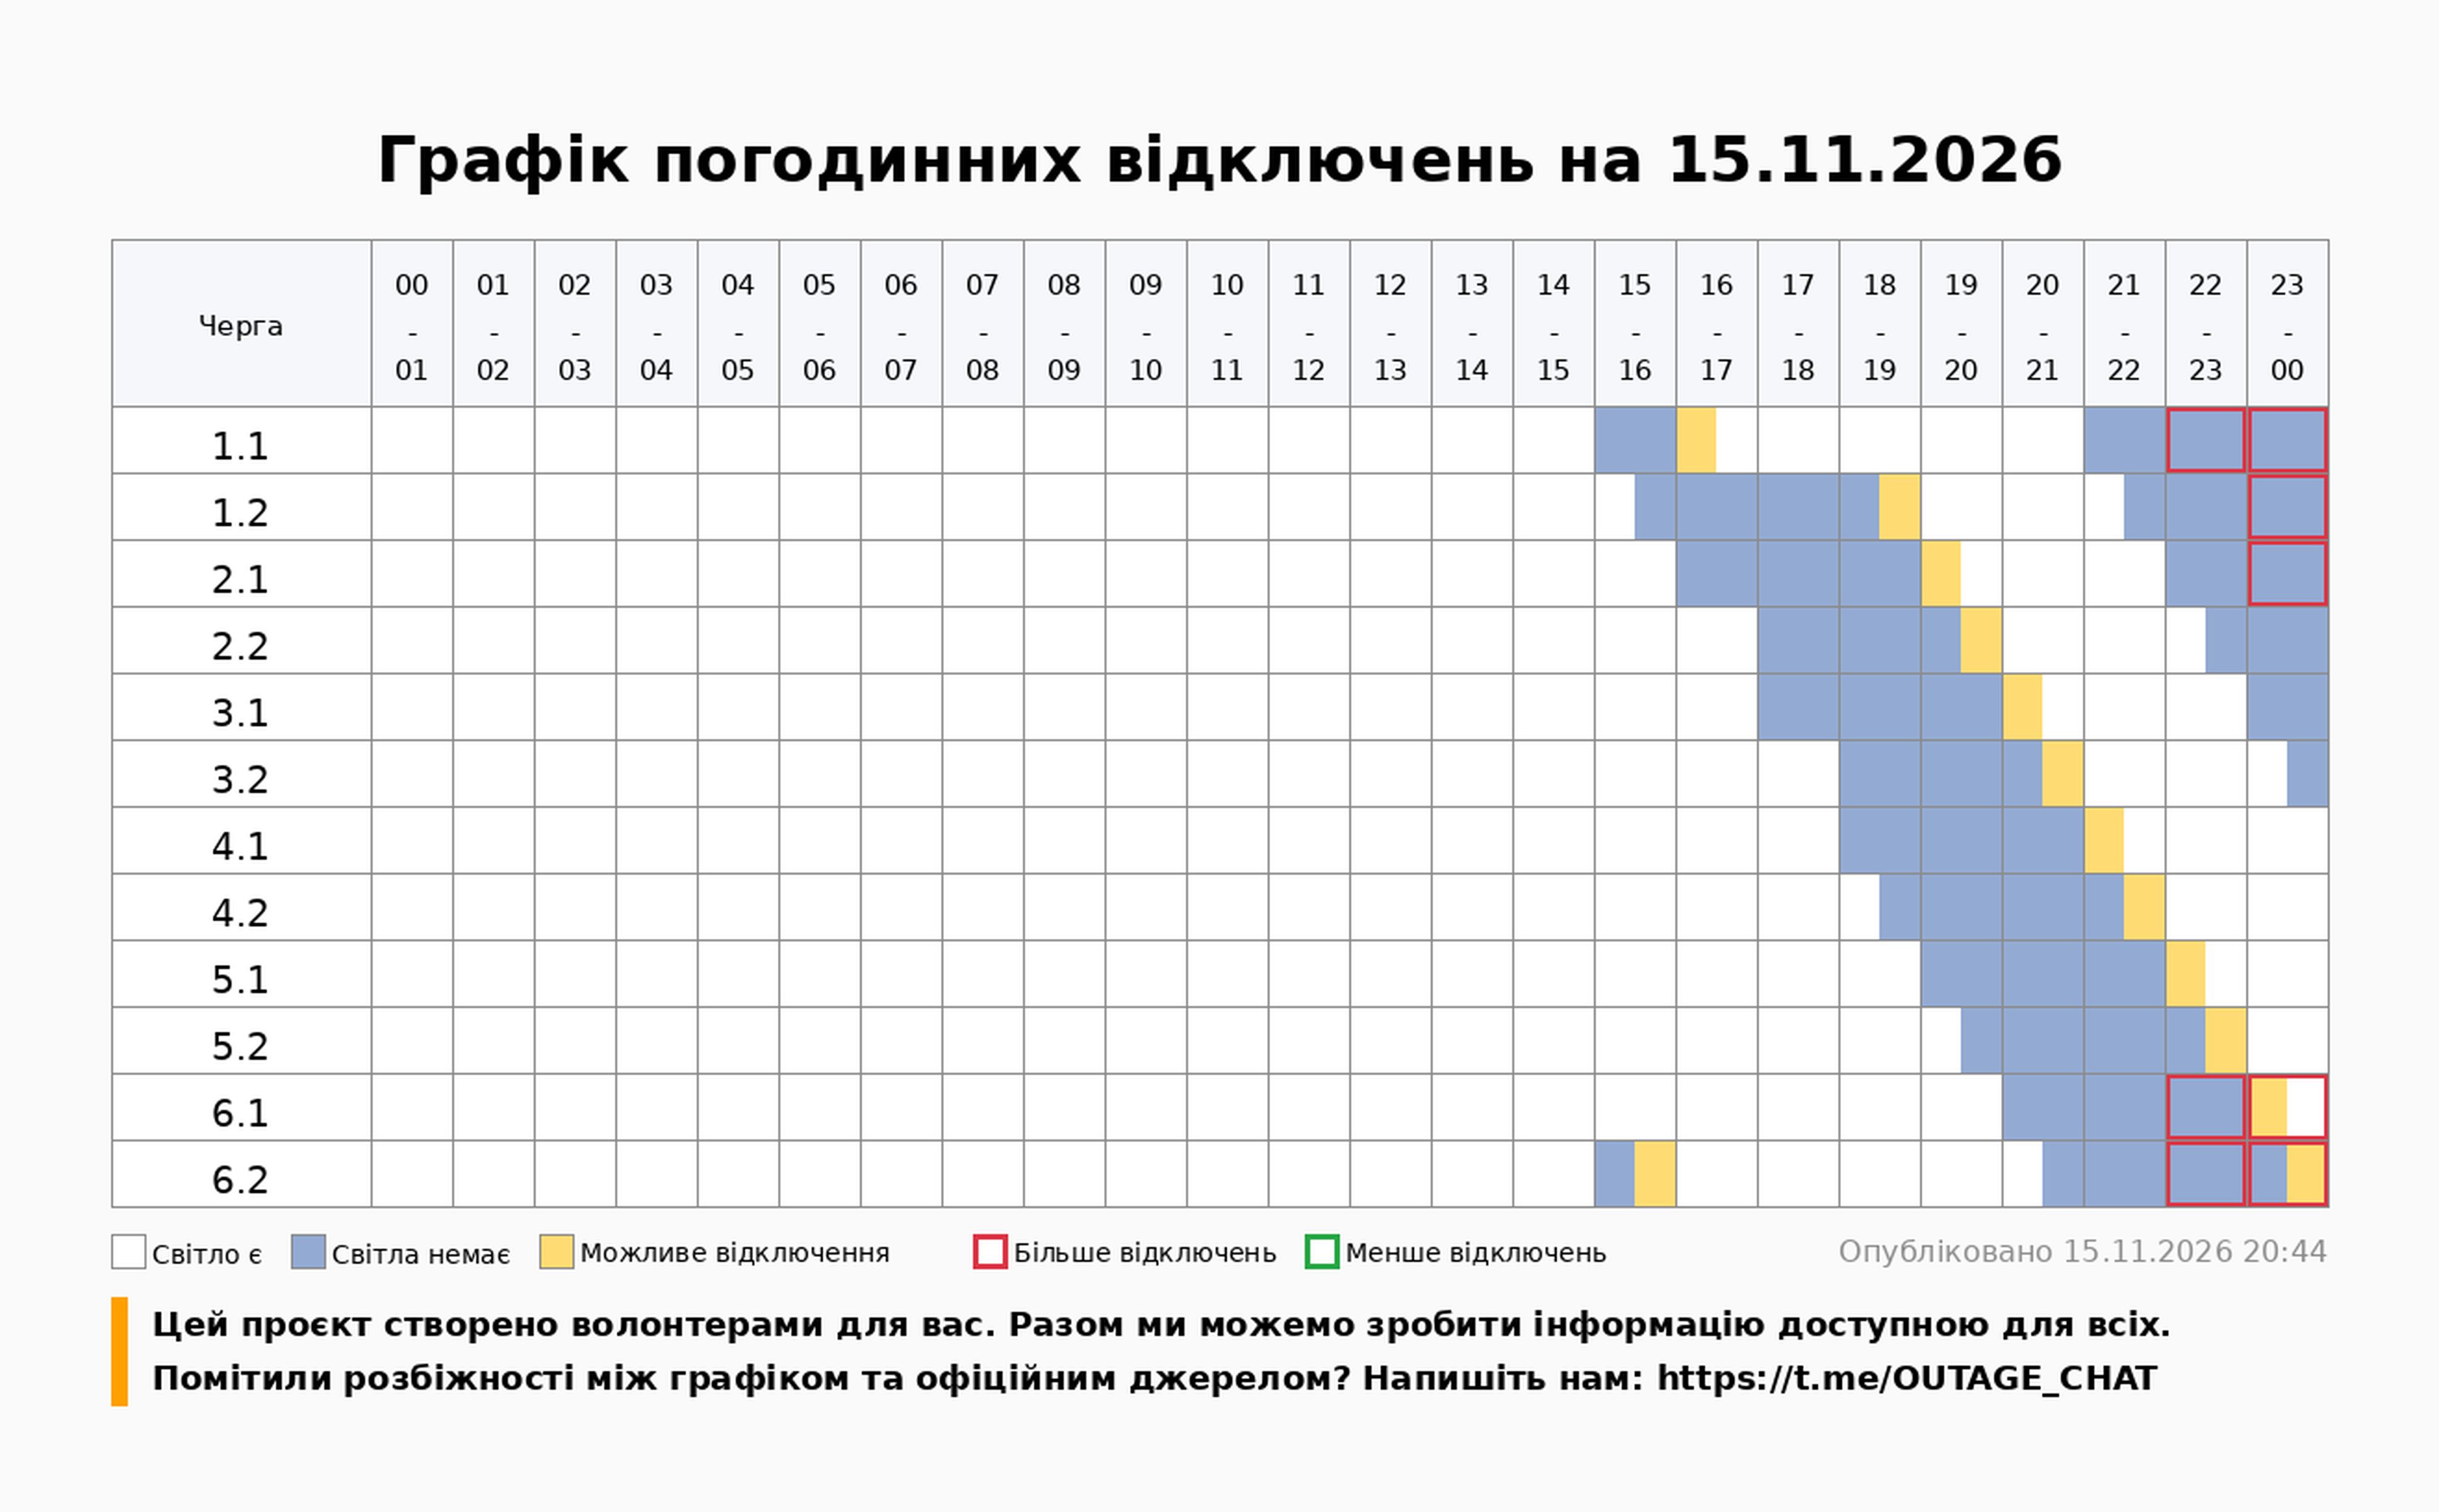 Графік погодинних відключень на 15.11.2026
Черга 00 - 01 01 - 02 02 - 03 03 - 04 04 - 05 05 - 06 06 - 07 07 - 08 08 - 09 09 - 10 10 - 11 11 - 12 12 - 13 13 - 14 14 - 15 15 - 16 16 - 17 17 - 18 18 - 19 19 - 20 20 - 21 21 - 22 22 - 23 23 - 00
1.1
1.2
2.1
2.2
3.1
3.2
4.1
4.2
5.1
5.2
6.1
6.2
Світло є Світла немає Можливе відключення Більше відключень Менше відключень Опубліковано 15.11.2026 20:44
Цей проєкт створено волонтерами для вас. Разом ми можемо зробити інформацію доступною для всіх.
Помітили розбіжності між графіком та офіційним джерелом? Напишіть нам: https://t.me/OUTAGE_CHAT